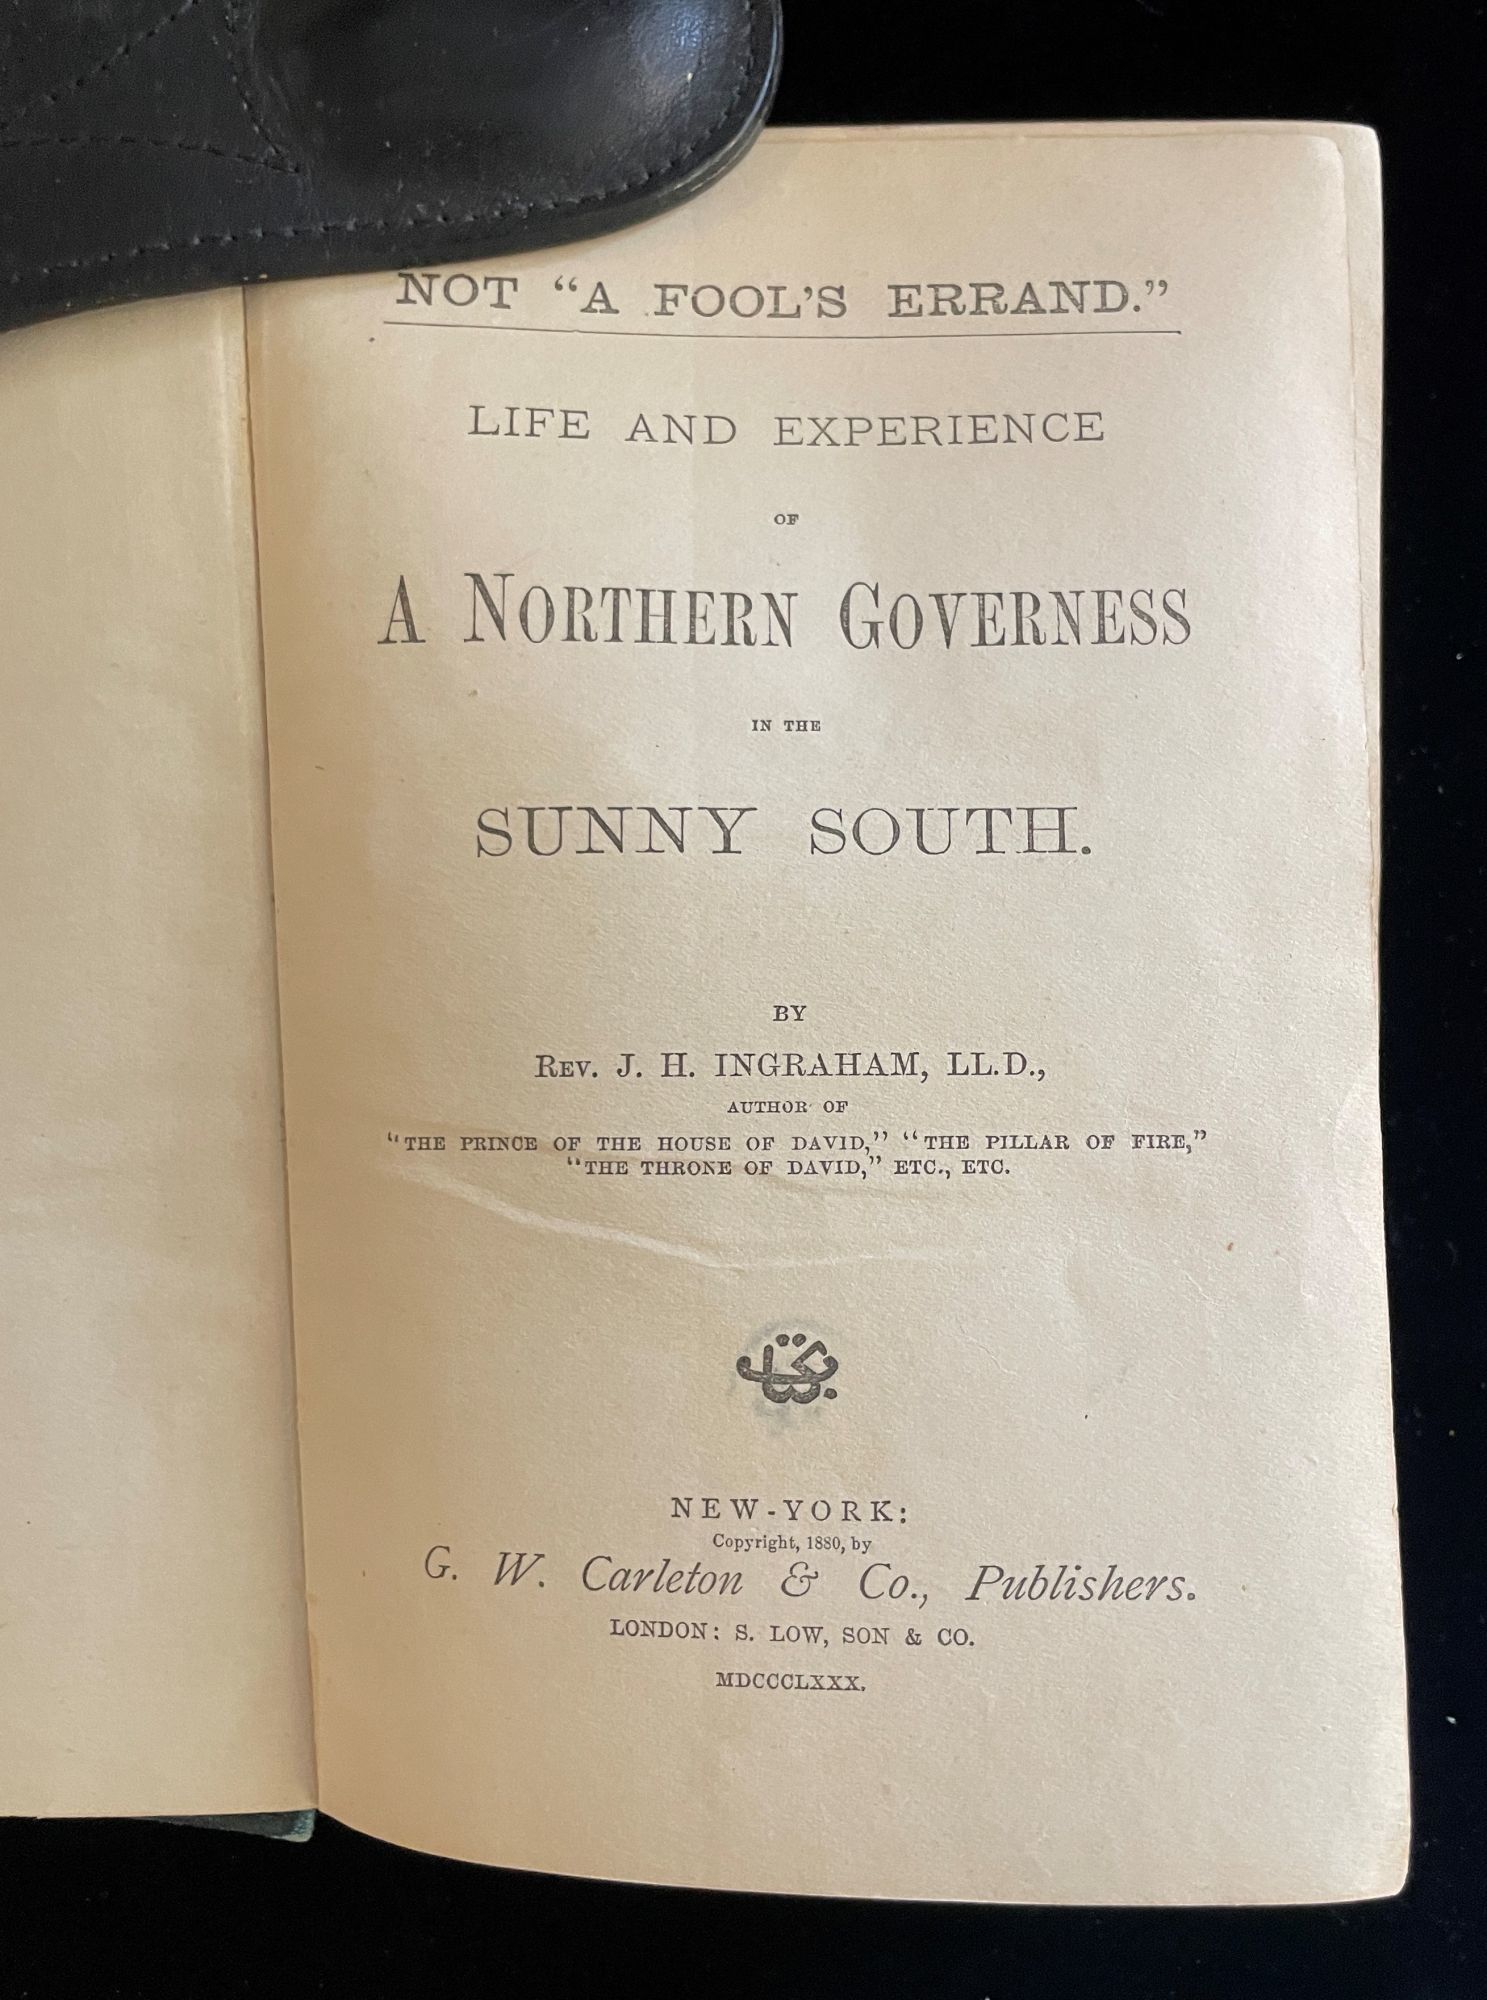 NOT "A FOOL'S ERRAND."
LIFE AND EXPERIENCE
OF
A NORTHERN GOVERNESS
IN THE
SUNNY SOUTH.
BY
REV. J. H. INGRAHAM, LL.D.,
AUTHOR OF
"THE PRINCE OF THE HOUSE OF DAVID," "THE PILLAR OF FIRE,"
"THE THRONE OF DAVID," ETC., ETC.
NEW-YORK:
Copyright, 1880, by
G. W. Carleton & Co., Publishers.
LONDON: S. LOW, SON & CO.
MDCCCLXXX.